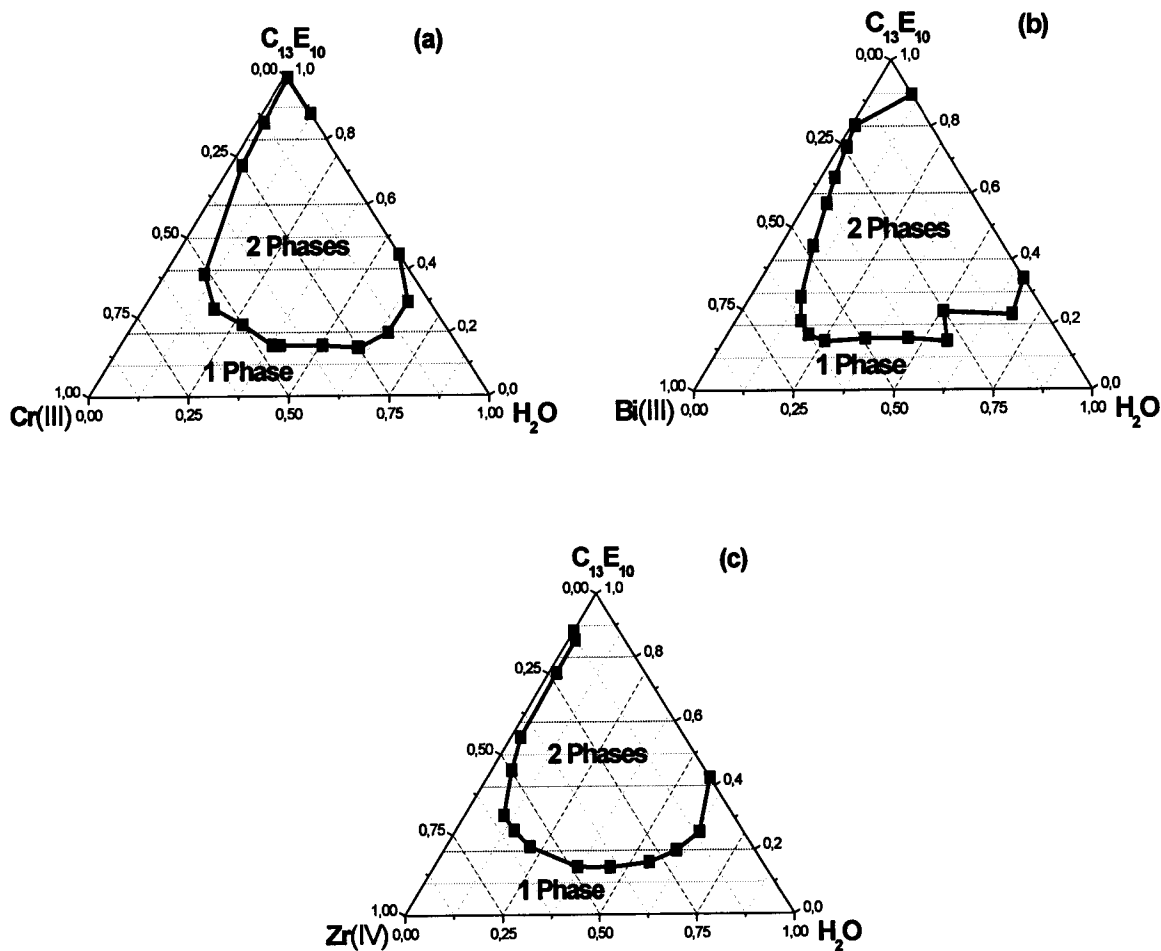 C₁₃E₁₀ (a)
0,00 1,0
0,8
0,25
0,6
0,50
2 Phases
0,4
0,75
0,2
1 Phase
1,00
0,0
Cr(III) 0,00 0,25 0,50 0,75 1,00 H₂O
C₁₃E₁₀ (b)
0,00 1,0
0,8
0,25
0,6
0,50
2 Phases
0,4
0,75
0,2
1 Phase
1,00
0,0
Bi(III) 0,00 0,25 0,50 0,75 1,00 H₂O
C₁₃E₁₀ (c)
0,00 1,0
0,8
0,25
0,6
0,50
2 Phases
0,4
0,75
0,2
1 Phase
1,00
0,0
Zr(IV) 0,00 0,25 0,50 0,75 1,00 H₂O